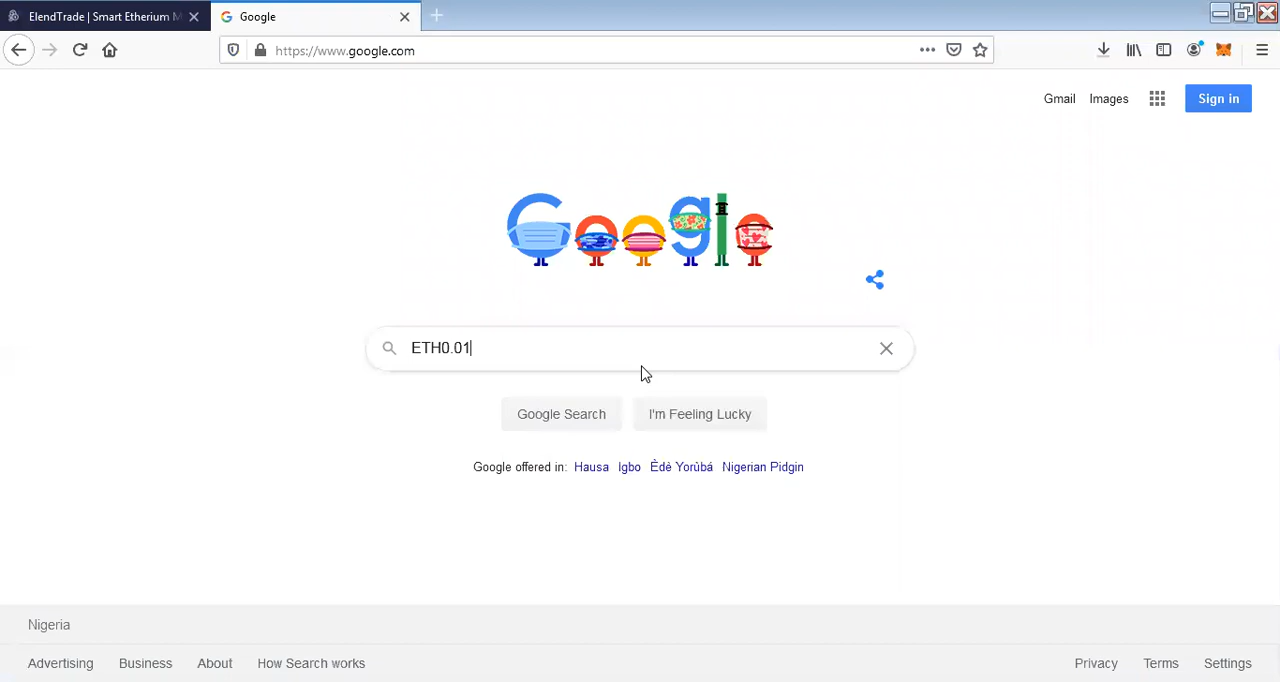 ElendTrade | Smart Etherium M
Google
https://www.google.com
Gmail Images Sign in
Google
ETH0.01
Google Search I'm Feeling Lucky
Google offered in: Hausa Igbo Èdè Yorùbá Nigerian Pidgin
Nigeria
Advertising Business About How Search works Privacy Terms Settings